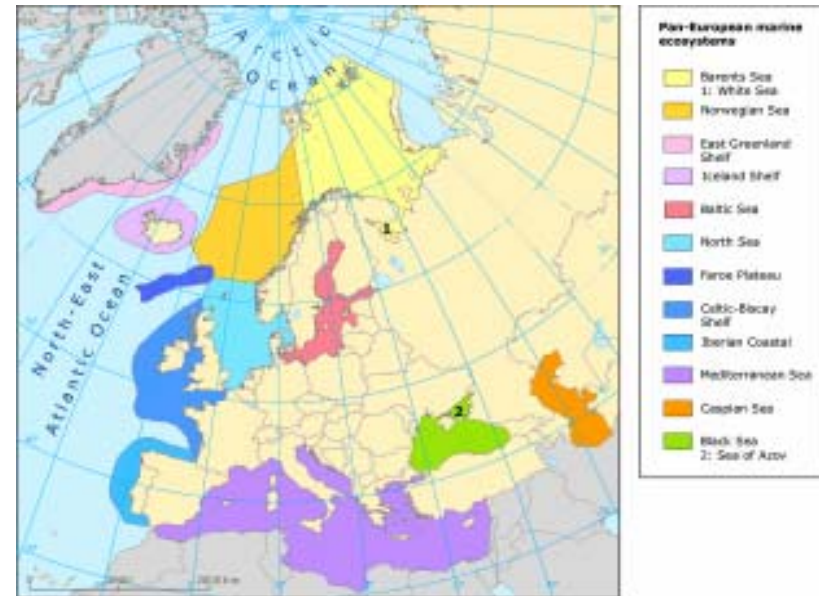 Arctic
Ocean
North-East
Atlantic Ocean
1
2
0
Pan-European marine
ecosystems
Barents Sea
1: White Sea
Norwegian Sea
East Greenland
Shelf
Iceland Shelf
Baltic Sea
North Sea
Faroe Plateau
Celtic-Biscay
Shelf
Iberian Coastal
Mediterranean Sea
Caspian Sea
Black Sea
2: Sea of Azov